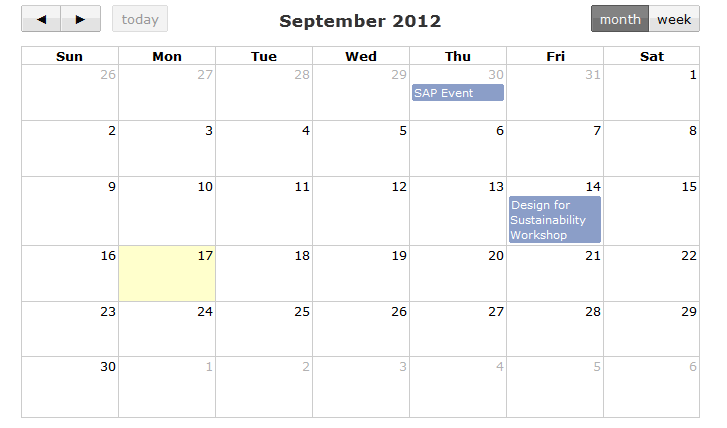 ◄ ► today September 2012 month week
Sun Mon Tue Wed Thu Fri Sat
26 27 28 29 30 31 1
SAP Event
2 3 4 5 6 7 8
9 10 11 12 13 14 15
Design for
Sustainability
Workshop
16 17 18 19 20 21 22
23 24 25 26 27 28 29
30 1 2 3 4 5 6